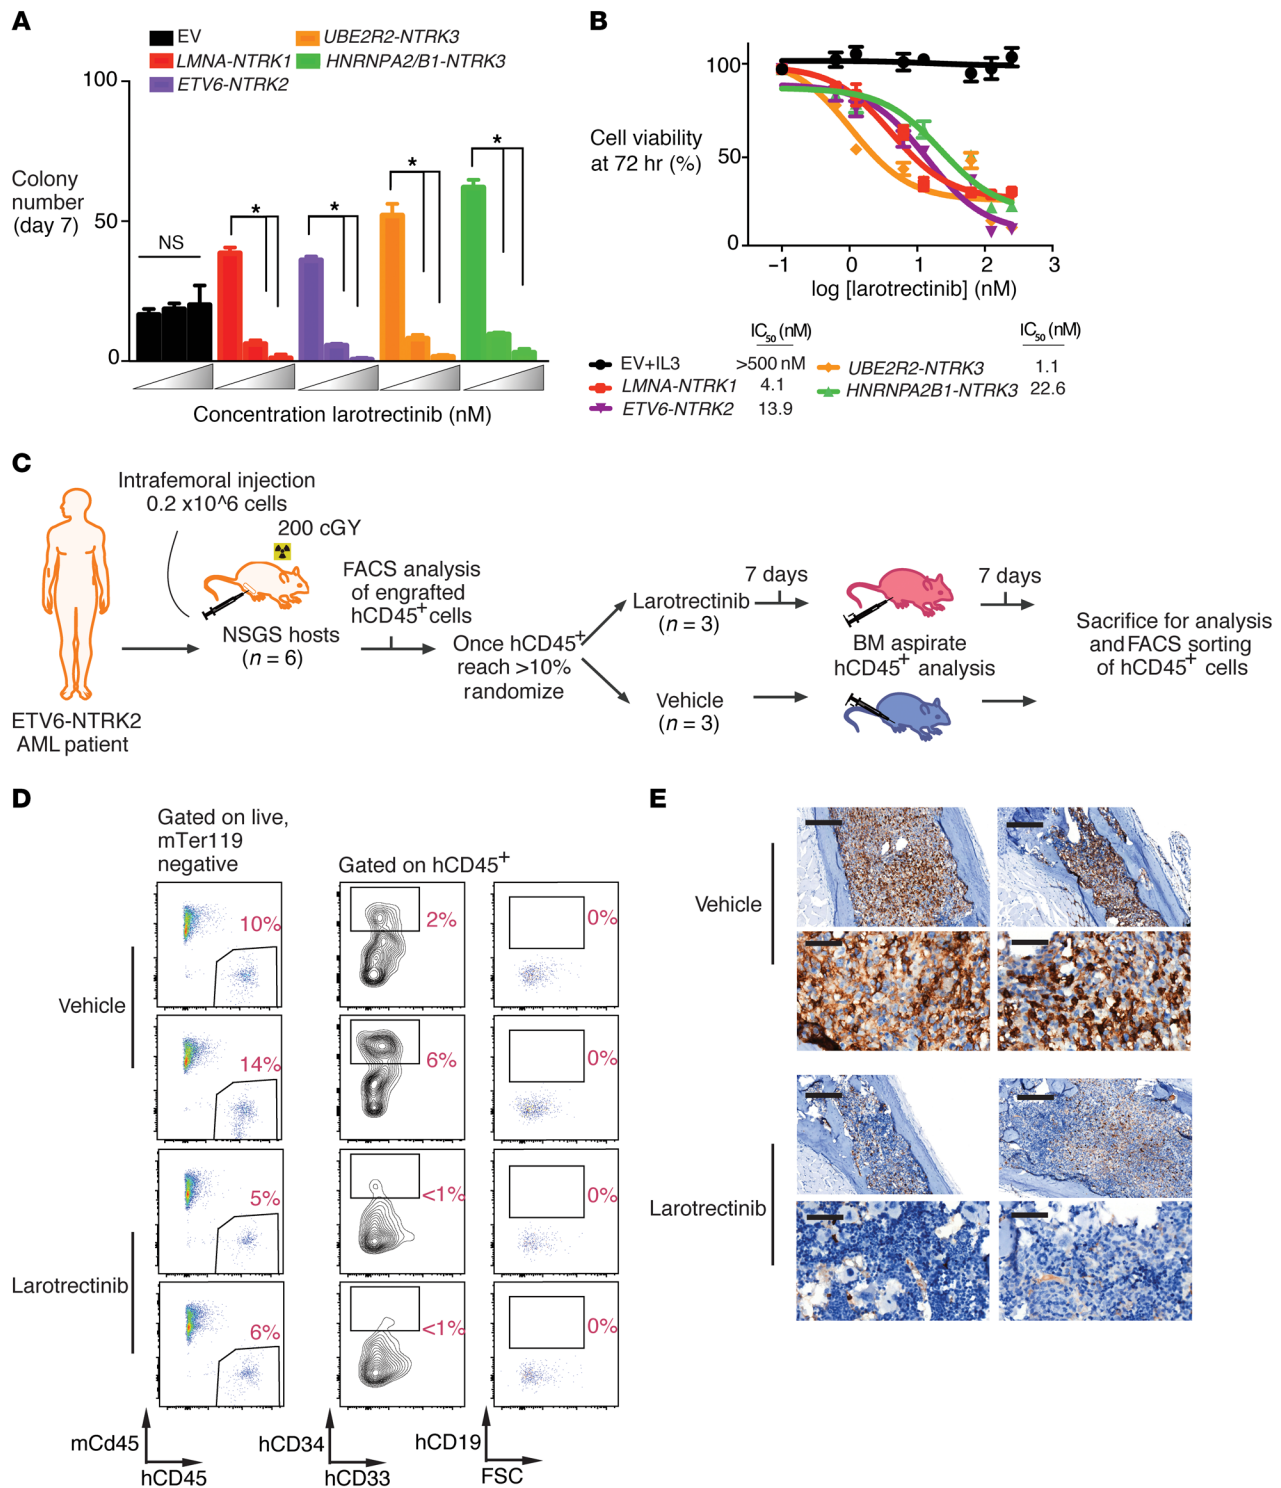 A
EV
LMNA-NTRK1
ETV6-NTRK2
UBE2R2-NTRK3
HNRNPA2/B1-NTRK3
100
50
0
Colony
number
(day 7)
NS
*
*
*
*
Concentration larotrectinib (nM)
B
100
50
0
Cell viability
at 72 hr (%)
–1
0
1
2
3
log [larotrectinib] (nM)
IC50 (nM)
EV+IL3 >500 nM
LMNA-NTRK1 4.1
ETV6-NTRK2 13.9
IC50 (nM)
UBE2R2-NTRK3 1.1
HNRNPA2B1-NTRK3 22.6
C
Intrafemoral injection
0.2 x10^6 cells
200 cGY
ETV6-NTRK2
AML patient
NSGS hosts
(n = 6)
FACS analysis
of engrafted
hCD45+ cells
Once hCD45+
reach >10%
randomize
Larotrectinib
(n = 3)
Vehicle
(n = 3)
7 days
BM aspirate
hCD45+ analysis
7 days
Sacrifice for analysis
and FACS sorting
of hCD45+ cells
D
Gated on live,
mTer119
negative
Gated on hCD45+
Vehicle
10%
2%
0%
14%
6%
0%
Larotrectinib
5%
<1%
0%
6%
<1%
0%
mCd45
hCD45
hCD34
hCD33
hCD19
FSC
E
Vehicle
Larotrectinib